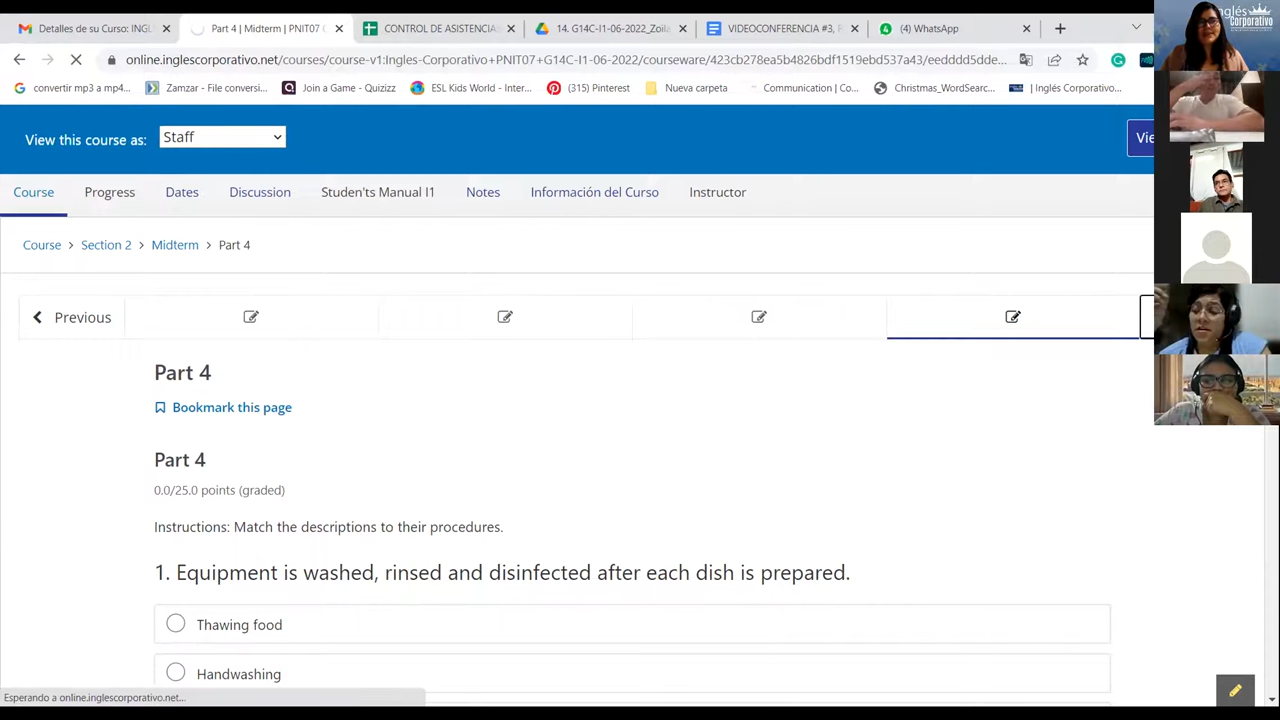 Detalles de su Curso: INGL
Part 4 | Midterm | PNIT07 G
CONTROL DE ASISTENCIA
G14C-I1-06-2022_Zoila
VIDEOCONFERENCIA #3, P
(4) WhatsApp
online.inglescorporativo.net/courses/course-v1:Ingles-Corporativo+PNIT07+G14C-I1-06-2022/courseware/423cb278ea5b4826bdf1519ebd537a43/eedddd5dde...
convertir mp3 a mp4...
Zamzar - File conversi...
Join a Game - Quizizz
ESL Kids World - Inter...
(315) Pinterest
Nueva carpeta
Communication | Co...
Christmas_WordSearc...
| Inglés Corporativo...
Inglés Corporativo
View this course as:
Staff
Vie
Course
Progress
Dates
Discussion
Studen'ts Manual I1
Notes
Información del Curso
Instructor
Course > Section 2 > Midterm > Part 4
Previous
Part 4
Bookmark this page
Part 4
0.0/25.0 points (graded)
Instructions: Match the descriptions to their procedures.
1. Equipment is washed, rinsed and disinfected after each dish is prepared.
Thawing food
Handwashing
Esperando a online.inglescorporativo.net...